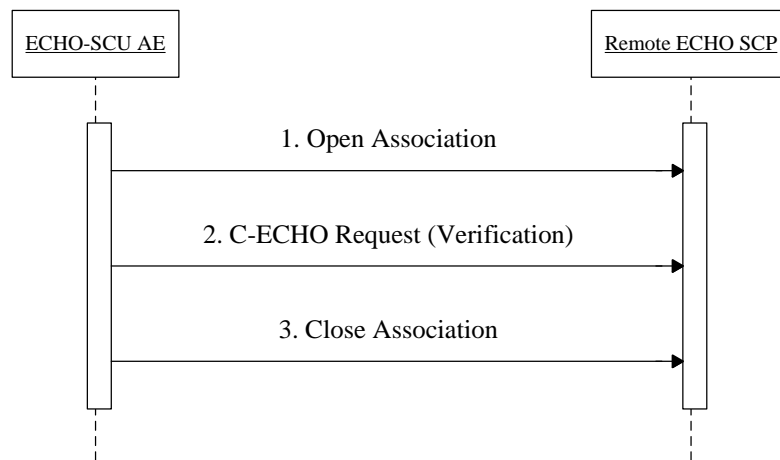 ECHO-SCU AE
Remote ECHO SCP
1. Open Association
2. C-ECHO Request (Verification)
3. Close Association